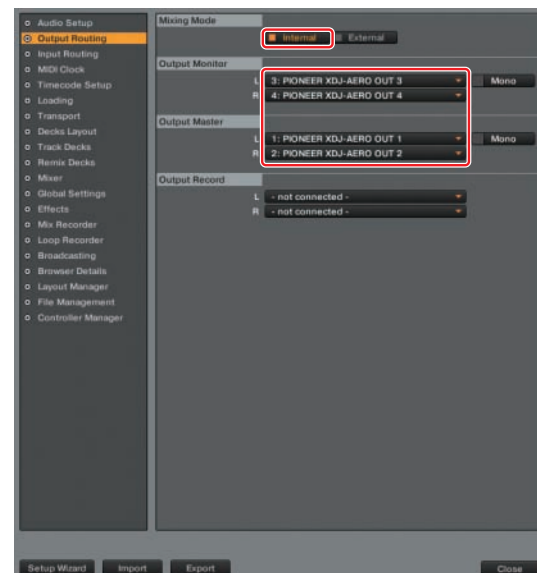 Audio Setup
Output Routing
Input Routing
MIDI Clock
Timecode Setup
Loading
Transport
Decks Layout
Track Decks
Remix Decks
Mixer
Global Settings
Effects
Mix Recorder
Loop Recorder
Broadcasting
Browser Details
Layout Manager
File Management
Controller Manager
Mixing Mode
Internal External
Output Monitor
L 3: PIONEER XDJ-AERO OUT 3 Mono
R 4: PIONEER XDJ-AERO OUT 4
Output Master
L 1: PIONEER XDJ-AERO OUT 1 Mono
R 2: PIONEER XDJ-AERO OUT 2
Output Record
L - not connected -
R - not connected -
Setup Wizard Import Export Close